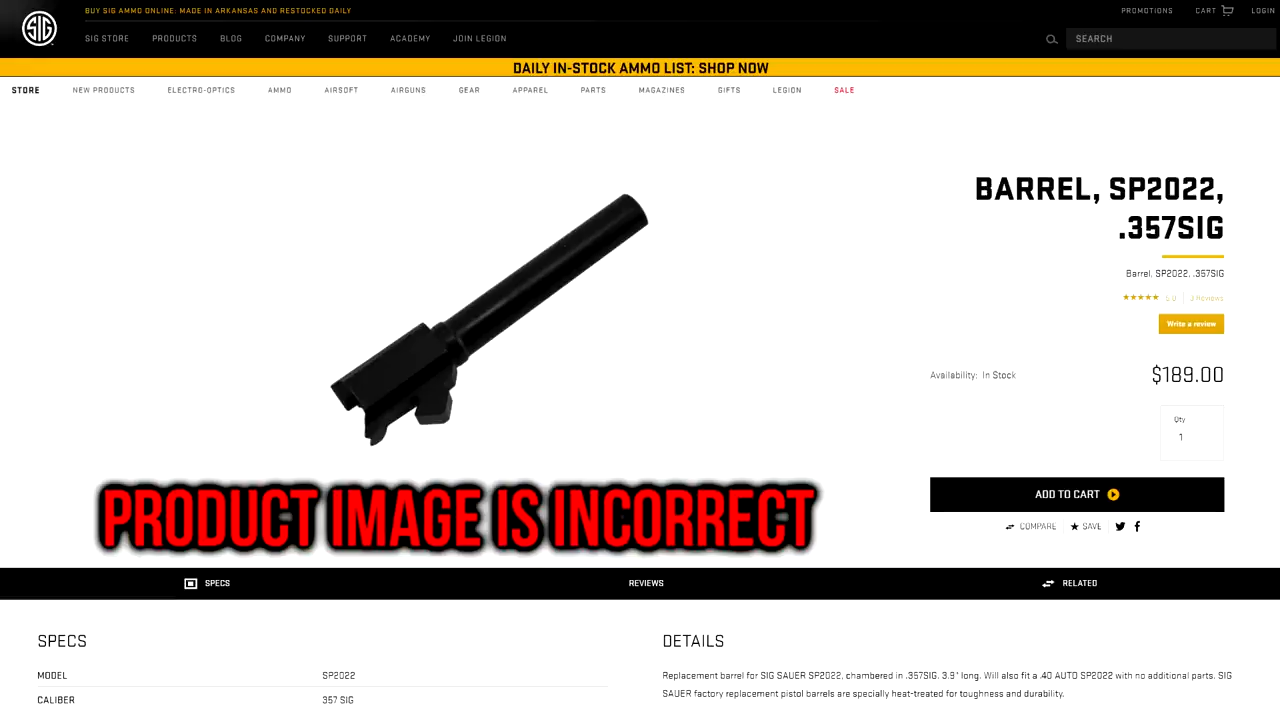 BUY SIG AMMO ONLINE: MADE IN ARKANSAS AND RESTOCKED DAILY
PROMOTIONS CART LOGIN
SIG
SIG STORE PRODUCTS BLOG COMPANY SUPPORT ACADEMY JOIN LEGION SEARCH
DAILY IN-STOCK AMMO LIST: SHOP NOW
STORE NEW PRODUCTS ELECTRO-OPTICS AMMO AIRSOFT AIRGUNS GEAR APPAREL PARTS MAGAZINES GIFTS LEGION SALE
BARREL, SP2022,
.357SIG
Barrel, SP2022, .357SIG
5.0 3 Reviews
Write a review
Availability: In Stock $189.00
Qty
1
ADD TO CART
COMPARE SAVE
PRODUCT IMAGE IS INCORRECT
SPECS REVIEWS RELATED
SPECS
MODEL SP2022
CALIBER 357 SIG
DETAILS
Replacement barrel for SIG SAUER SP2022, chambered in .357SIG. 3.9" long. Will also fit a .40 AUTO SP2022 with no additional parts. SIG
SAUER factory replacement pistol barrels are specially heat-treated for toughness and durability.